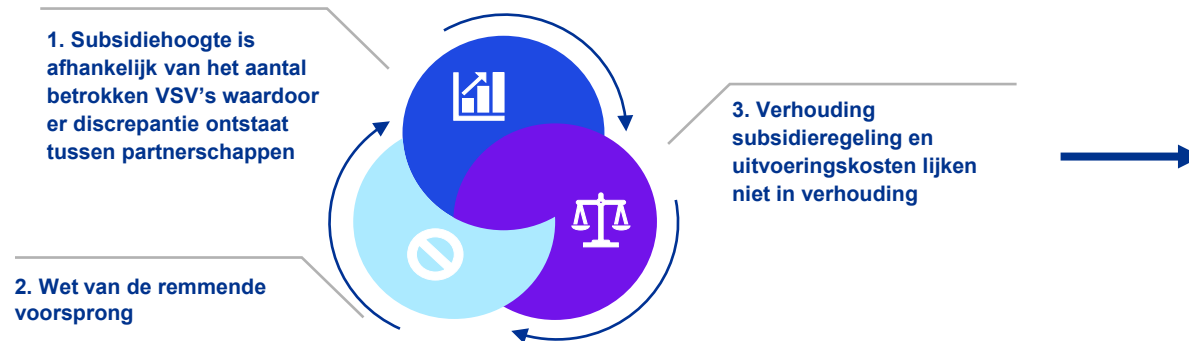 1. Subsidiehoogte is
afhankelijk van het aantal
betrokken VSV's waardoor
er discrepantie ontstaat
tussen partnerschappen
2. Wet van de remmende
voorsprong
3. Verhouding
subsidieregeling en
uitvoeringskosten lijken
niet in verhouding